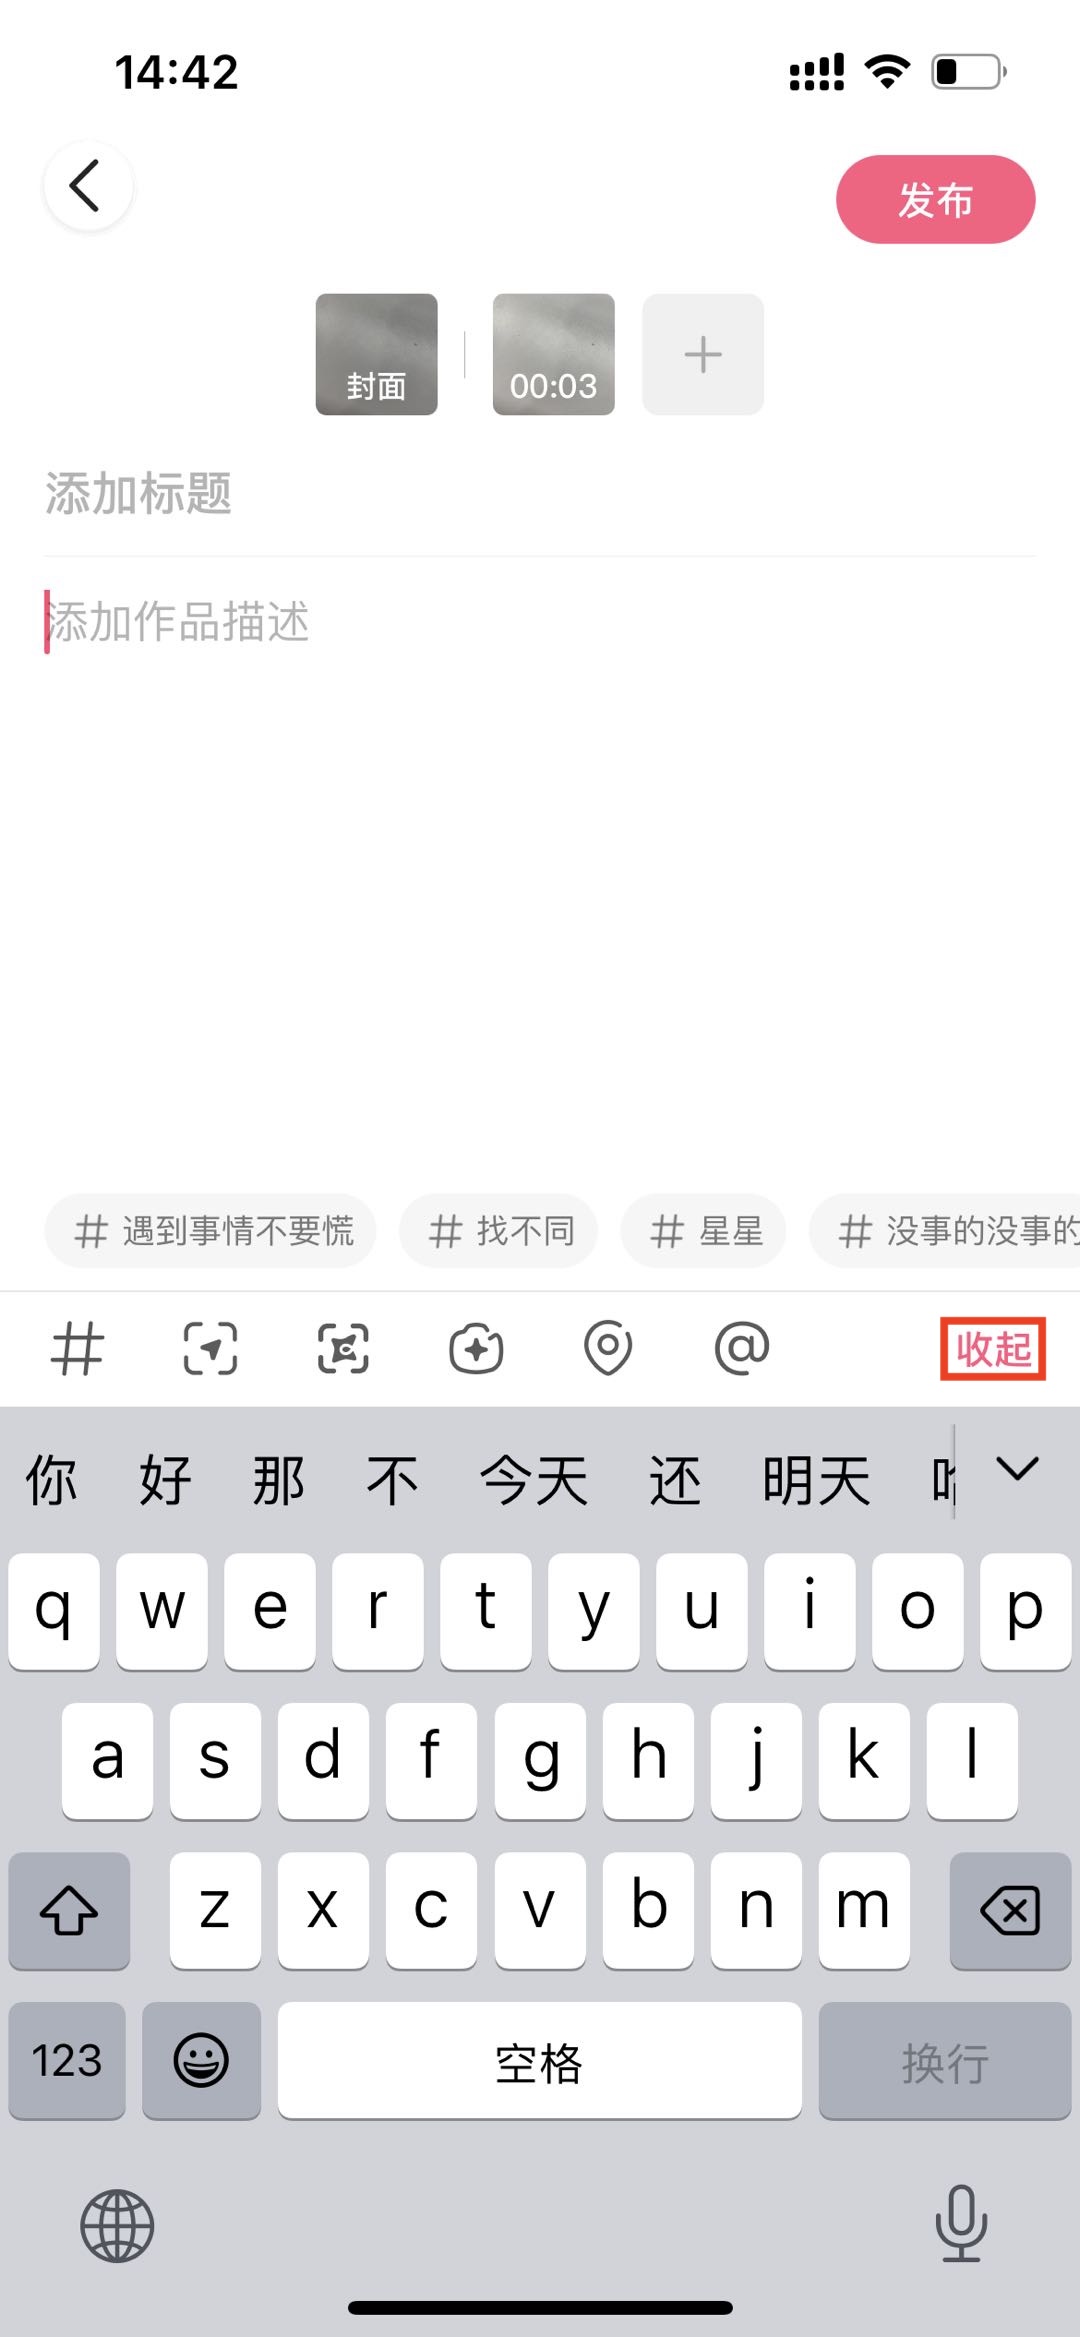 14:42
发布
封面
00:03
添加标题
添加作品描述
# 遇到事情不要慌
# 找不同
# 星星
# 没事的没事的
收起
你 好 那 不 今天 还 明天
q w e r t y u i o p
a s d f g h j k l
z x c v b n m
123
空格
换行